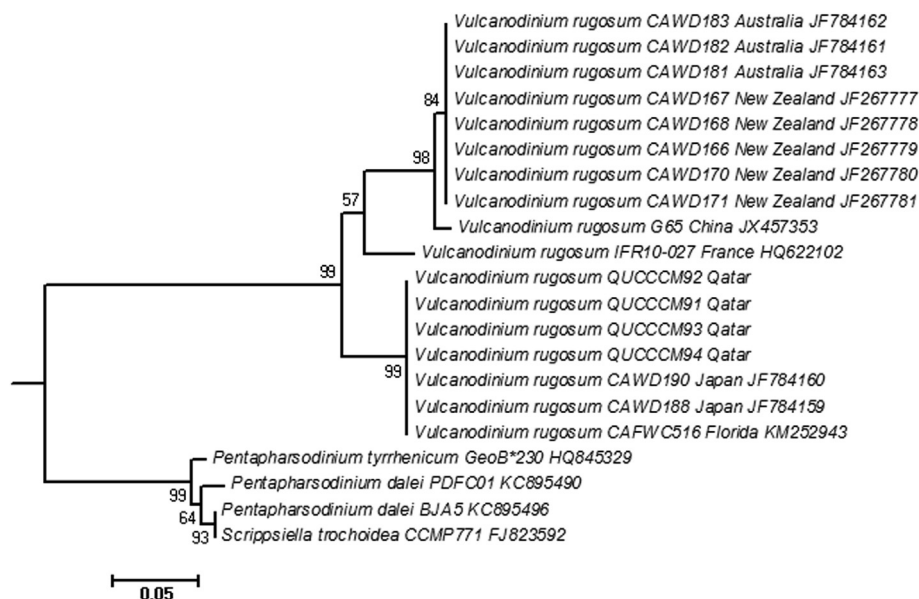 Vulcanodinium rugosum CAWD183 Australia JF784162
Vulcanodinium rugosum CAWD182 Australia JF784161
Vulcanodinium rugosum CAWD181 Australia JF784163
84
Vulcanodinium rugosum CAWD167 New Zealand JF267777
Vulcanodinium rugosum CAWD168 New Zealand JF267778
Vulcanodinium rugosum CAWD166 New Zealand JF267779
98
Vulcanodinium rugosum CAWD170 New Zealand JF267780
57
Vulcanodinium rugosum CAWD171 New Zealand JF267781
Vulcanodinium rugosum G65 China JX457353
Vulcanodinium rugosum IFR10-027 France HQ622102
99
Vulcanodinium rugosum QUCCCM92 Qatar
Vulcanodinium rugosum QUCCCM91 Qatar
Vulcanodinium rugosum QUCCCM93 Qatar
Vulcanodinium rugosum QUCCCM94 Qatar
99
Vulcanodinium rugosum CAWD190 Japan JF784160
Vulcanodinium rugosum CAWD188 Japan JF784159
Vulcanodinium rugosum CAFWC516 Florida KM252943
Pentapharsodinium tyrrhenicum GeoB*230 HQ845329
Pentapharsodinium dalei PDFC01 KC895490
99
Pentapharsodinium dalei BJA5 KC895496
64
Scrippsiella trochoidea CCMP771 FJ823592
93
0.05